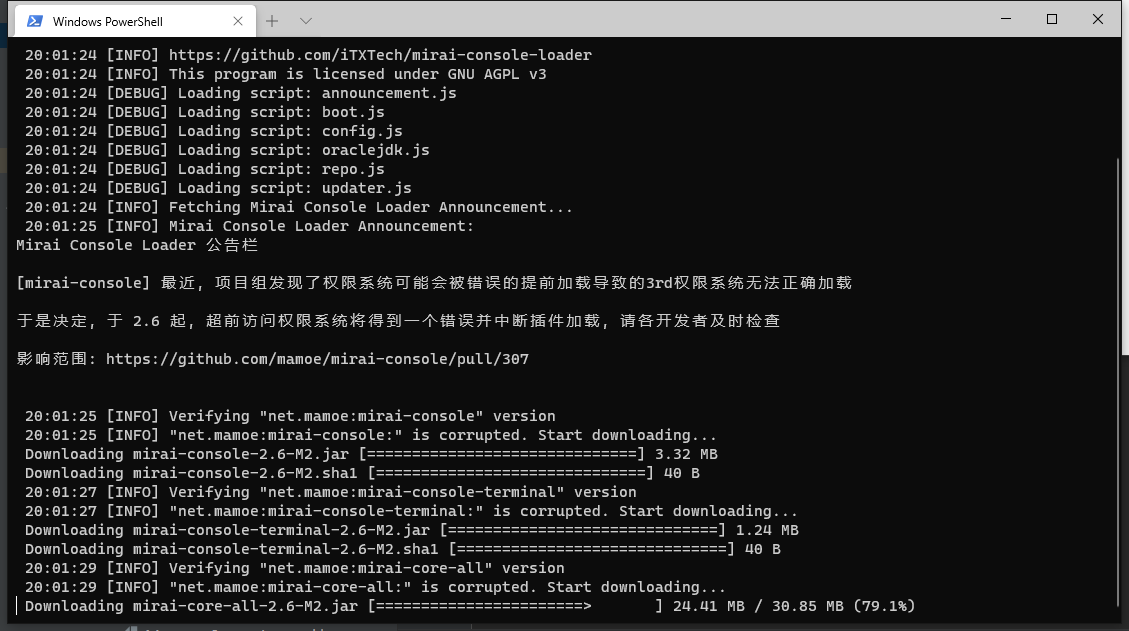 Windows PowerShell
20:01:24 [INFO] https://github.com/iTXTech/mirai-console-loader
20:01:24 [INFO] This program is licensed under GNU AGPL v3
20:01:24 [DEBUG] Loading script: announcement.js
20:01:24 [DEBUG] Loading script: boot.js
20:01:24 [DEBUG] Loading script: config.js
20:01:24 [DEBUG] Loading script: oraclejdk.js
20:01:24 [DEBUG] Loading script: repo.js
20:01:24 [DEBUG] Loading script: updater.js
20:01:24 [INFO] Fetching Mirai Console Loader Announcement...
20:01:25 [INFO] Mirai Console Loader Announcement:
Mirai Console Loader 公告栏
[mirai-console] 最近，项目组发现了权限系统可能会被错误的提前加载导致的3rd权限系统无法正确加载
于是决定，于 2.6 起，超前访问权限系统将得到一个错误并中断插件加载，请各开发者及时检查
影响范围：https://github.com/mamoe/mirai-console/pull/307
20:01:25 [INFO] Verifying "net.mamoe:mirai-console" version
20:01:25 [INFO] "net.mamoe:mirai-console:" is corrupted. Start downloading...
Downloading mirai-console-2.6-M2.jar [==============================] 3.32 MB
Downloading mirai-console-2.6-M2.sha1 [==============================] 40 B
20:01:27 [INFO] Verifying "net.mamoe:mirai-console-terminal" version
20:01:27 [INFO] "net.mamoe:mirai-console-terminal:" is corrupted. Start downloading...
Downloading mirai-console-terminal-2.6-M2.jar [==============================] 1.24 MB
Downloading mirai-console-terminal-2.6-M2.sha1 [==============================] 40 B
20:01:29 [INFO] Verifying "net.mamoe:mirai-core-all" version
20:01:29 [INFO] "net.mamoe:mirai-core-all:" is corrupted. Start downloading...
Downloading mirai-core-all-2.6-M2.jar [=======================>       ] 24.41 MB / 30.85 MB (79.1%)